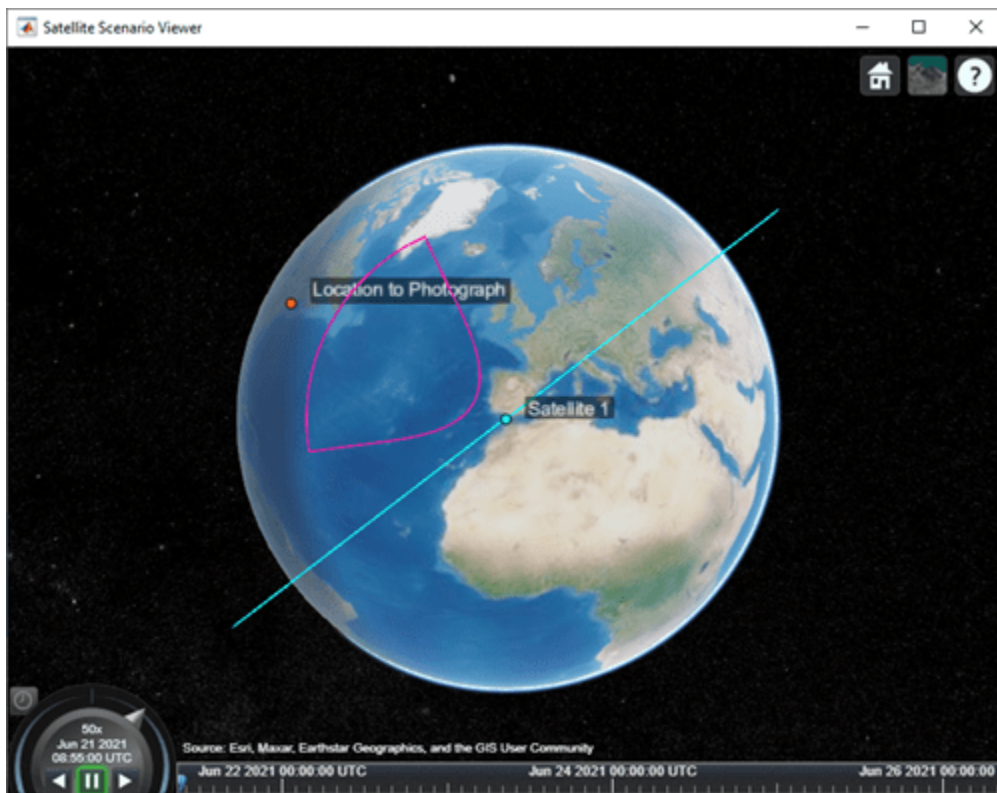 Satellite Scenario Viewer
?
Location to Photograph
Satellite 1
50x
Jun 21 2021
08:55:00 UTC
Source: Esri, Maxar, Earthstar Geographics, and the GIS User Community
Jun 22 2021 00:00:00 UTC Jun 24 2021 00:00:00 UTC Jun 26 2021 00:00:00